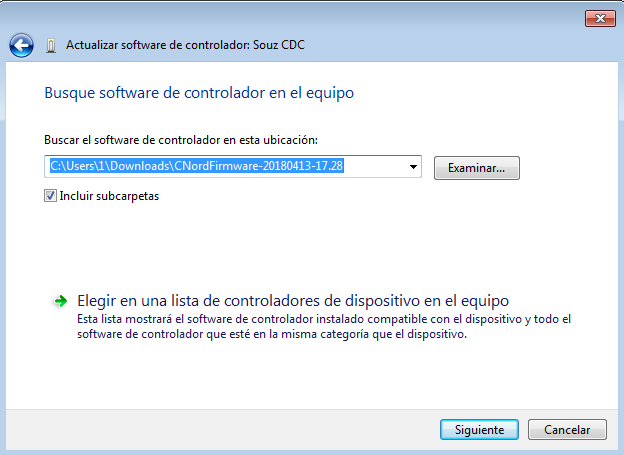 Actualizar software de controlador: Souz CDC
Busque software de controlador en el equipo
Buscar el software de controlador en esta ubicación:
C:\Users\1\Downloads\CNordFirmware-20180413-17.28
Examinar...
Incluir subcarpetas
Elegir en una lista de controladores de dispositivo en el equipo
Esta lista mostrará el software de controlador instalado compatible con el dispositivo y todo el
software de controlador que esté en la misma categoría que el dispositivo.
Siguiente
Cancelar